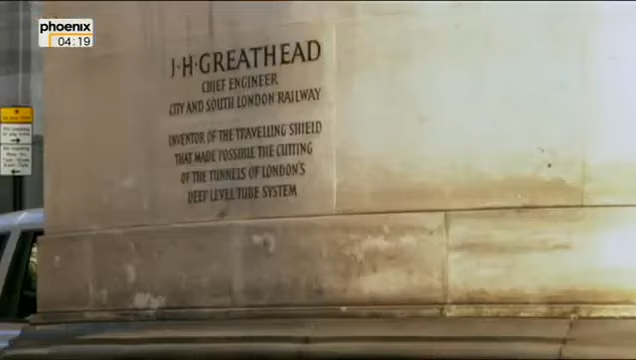 phoenix
04:19
J·H·GREATHEAD
CHIEF ENGINEER
CITY AND SOUTH LONDON RAILWAY
INVENTOR OF THE TRAVELLING SHIELD
THAT MADE POSSIBLE THE CUTTING
OF THE TUNNELS OF LONDON'S
DEEP LEVEL TUBE SYSTEM